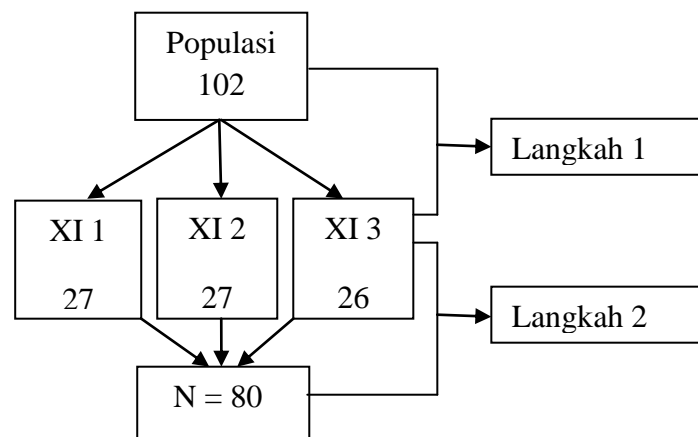 Populasi
102
Langkah 1
XI 1
27
XI 2
27
XI 3
26
Langkah 2
N = 80